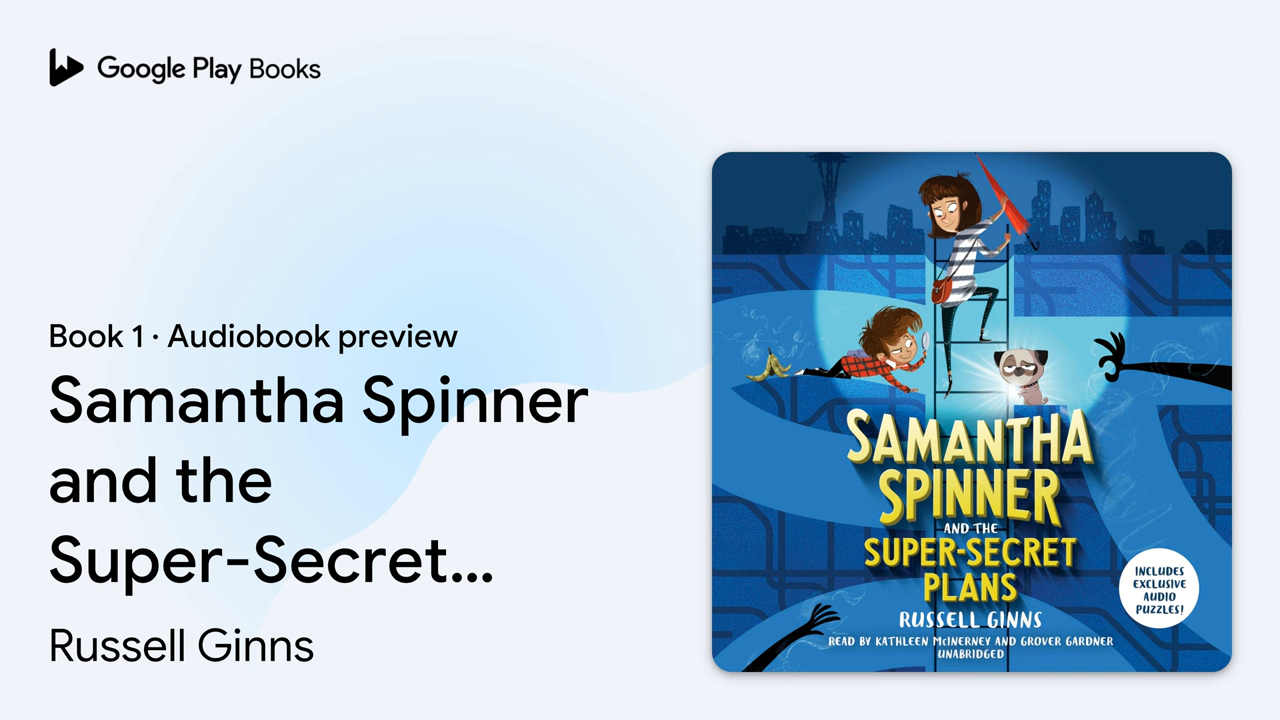 Google Play Books
Book 1 · Audiobook preview
Samantha Spinner
and the
Super-Secret...
Russell Ginns
SAMANTHA
SPINNER
AND THE
SUPER-SECRET
PLANS
RUSSELL GINNS
READ BY KATHLEEN McINERNEY AND GROVER GARDNER
UNABRIDGED
INCLUDES
EXCLUSIVE
AUDIO
PUZZLES!